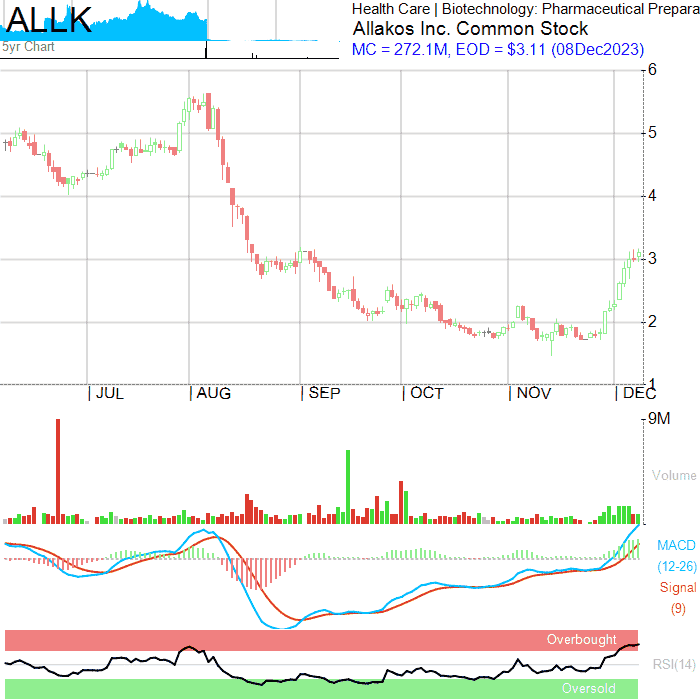 ALLK
5yr Chart
Health Care | Biotechnology: Pharmaceutical Prepara
Allakos Inc. Common Stock
MC = 272.1M, EOD = $3.11 (08Dec2023)
6
5
4
3
2
1
JUL
AUG
SEP
OCT
NOV
DEC
9M
Volume
MACD
(12-26)
Signal
(9)
Overbought
RSI(14)
Oversold